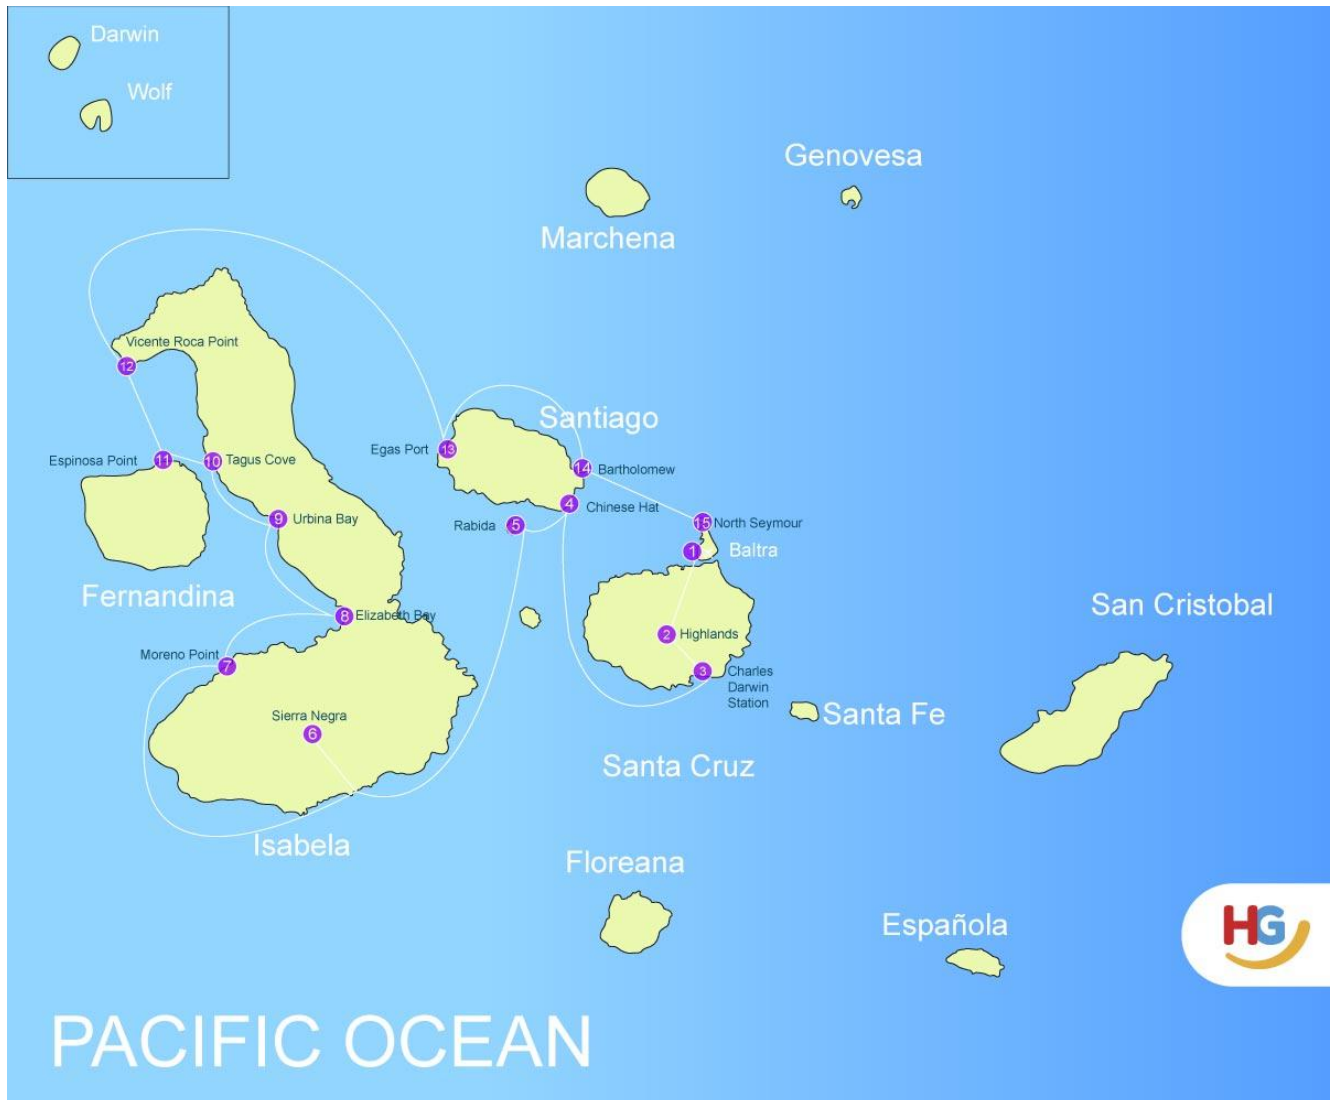 Darwin
Wolf
Genovesa
Marchena
Vicente Roca Point
12
Santiago
13
Egas Port
11
Espinosa Point
10
Tagus Cove
14
Bartholomew
4
Chinese Hat
9
Urbina Bay
5
Rabida
15
North Seymour
1
Baltra
Fernandina
8
Elizabeth Bay
San Cristobal
2
Highlands
Moreno Point
7
3
Charles
Darwin
Station
Sierra Negra
6
Santa Fe
Santa Cruz
Isabela
Floreana
Española
HG
PACIFIC OCEAN